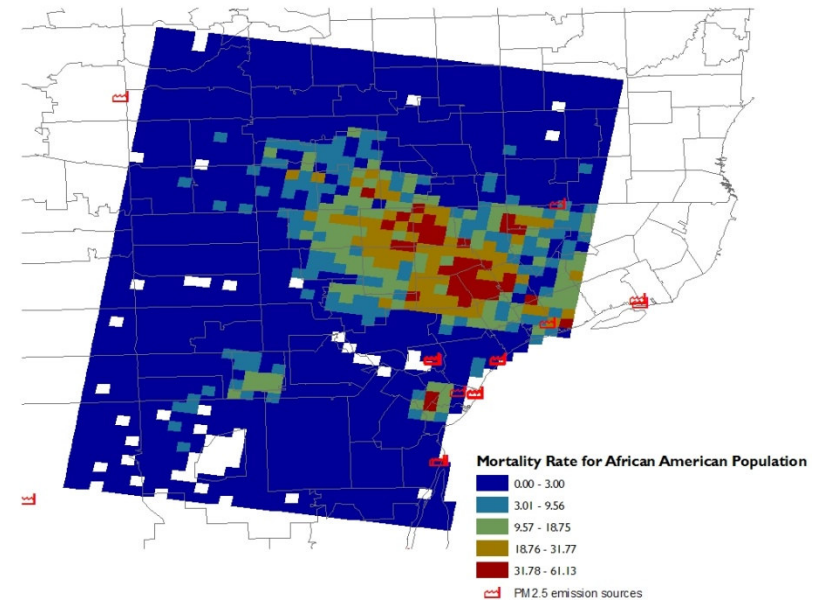 Mortality Rate for African American Population
0.00 - 3.00
3.01 - 9.56
9.57 - 18.75
18.76 - 31.77
31.78 - 61.13
PM2.5 emission sources